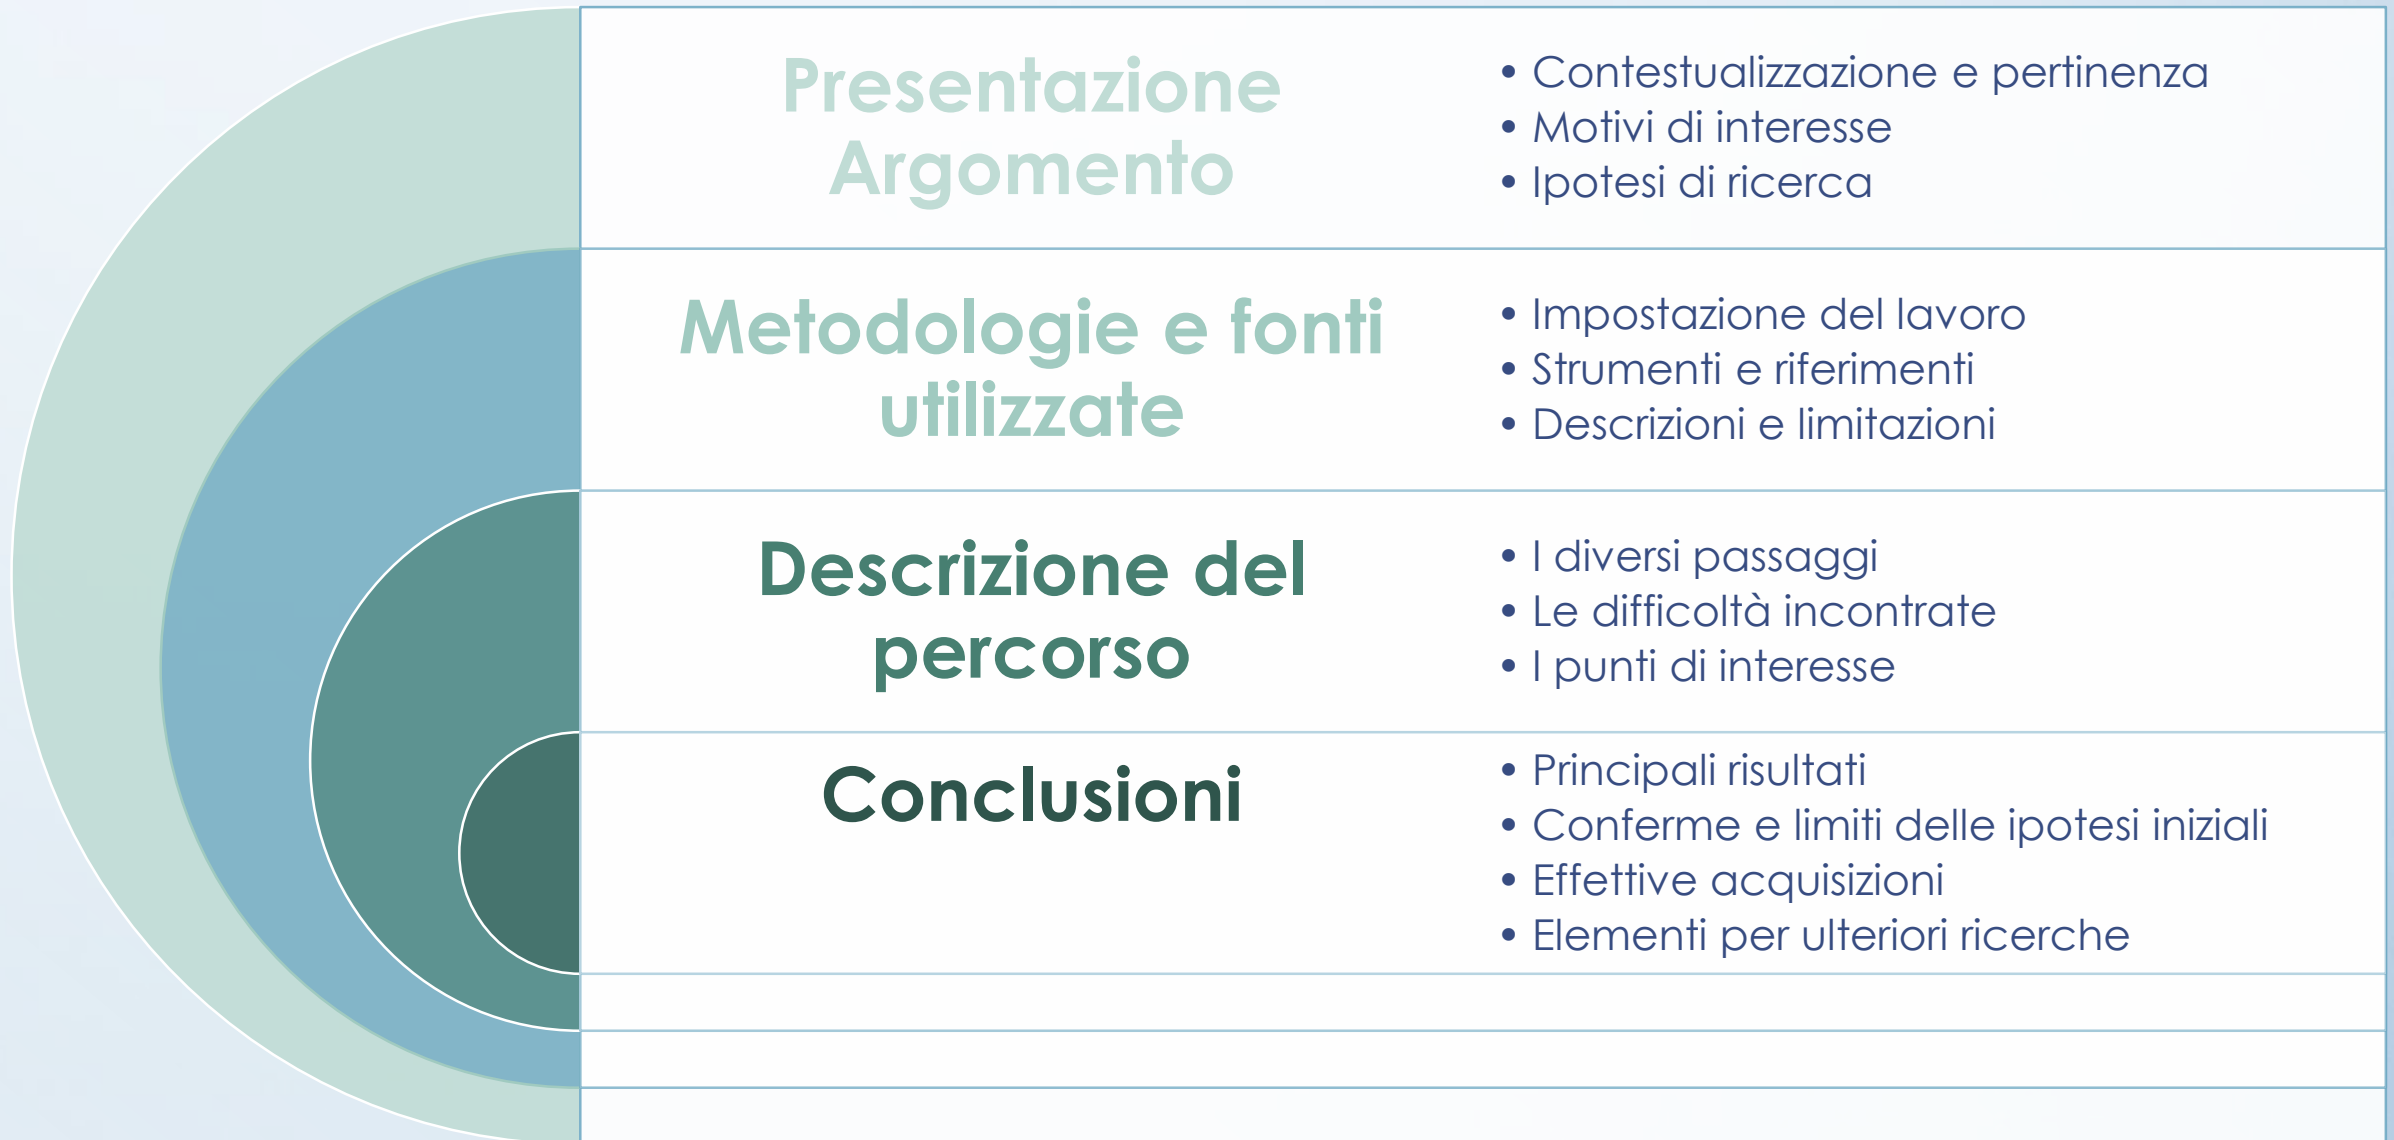 Presentazione
Argomento
• Contestualizzazione e pertinenza
• Motivi di interesse
• Ipotesi di ricerca
Metodologie e fonti
utilizzate
• Impostazione del lavoro
• Strumenti e riferimenti
• Descrizioni e limitazioni
Descrizione del
percorso
• I diversi passaggi
• Le difficoltà incontrate
• I punti di interesse
Conclusioni
• Principali risultati
• Conferme e limiti delle ipotesi iniziali
• Effettive acquisizioni
• Elementi per ulteriori ricerche